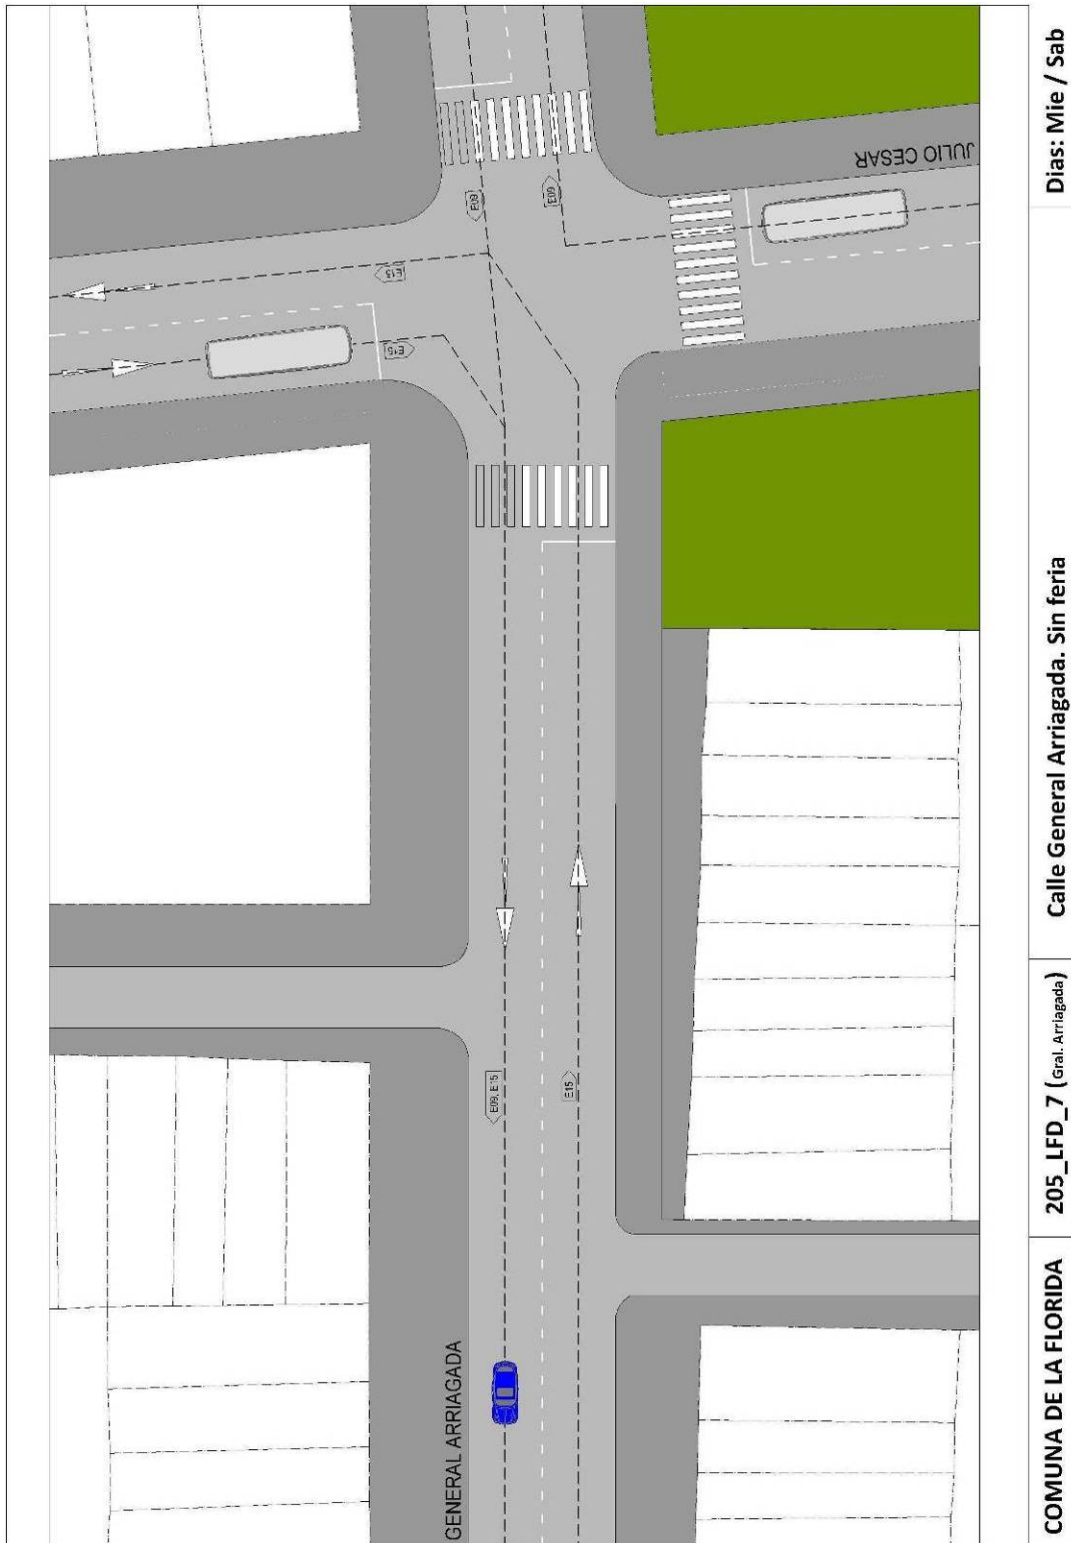 COMUNA DE LA FLORIDA
205_LFD_7 (Gral. Arriagada)
Calle General Arriagada. Sin feria
Dias: Mie / Sab
GENERAL ARRIAGADA
JULIO CESAR
E09, E15
E15
E15
E15
E09
E09